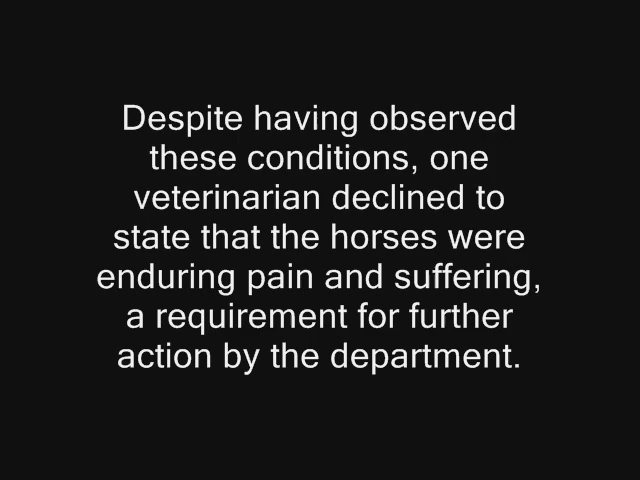 Despite having observed
these conditions, one
veterinarian declined to
state that the horses were
enduring pain and suffering,
a requirement for further
action by the department.